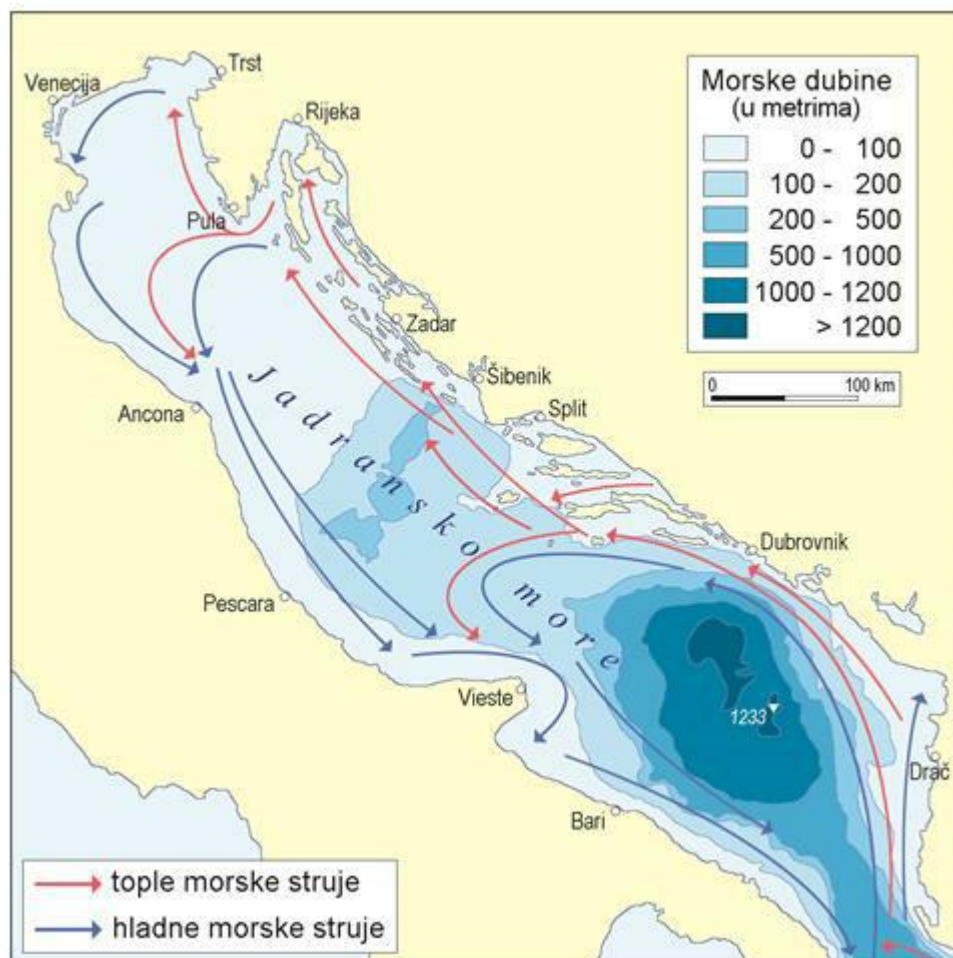 Trst
Venecija
Rijeka
Pula
Zadar
Šibenik
Split
Ancona
Jadransko more
Dubrovnik
Pescara
Vieste
1233
Drač
Bari
Morske dubine
(u metrima)
0 - 100
100 - 200
200 - 500
500 - 1000
1000 - 1200
> 1200
0 100 km
tople morske struje
hladne morske struje